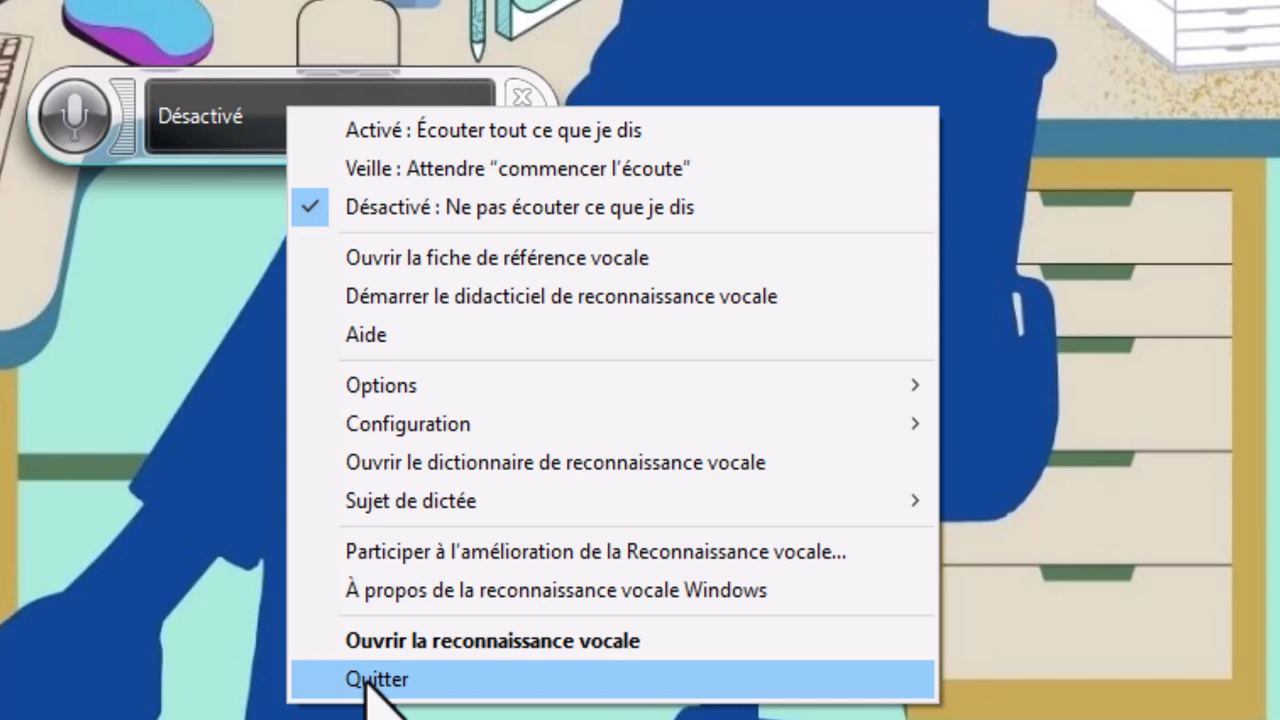 Désactivé
Activé : Écouter tout ce que je dis
Veille : Attendre “commencer l’écoute”
Désactivé : Ne pas écouter ce que je dis
Ouvrir la fiche de référence vocale
Démarrer le didacticiel de reconnaissance vocale
Aide
Options
Configuration
Ouvrir le dictionnaire de reconnaissance vocale
Sujet de dictée
Participer à l’amélioration de la Reconnaissance vocale...
À propos de la reconnaissance vocale Windows
Ouvrir la reconnaissance vocale
Quitter